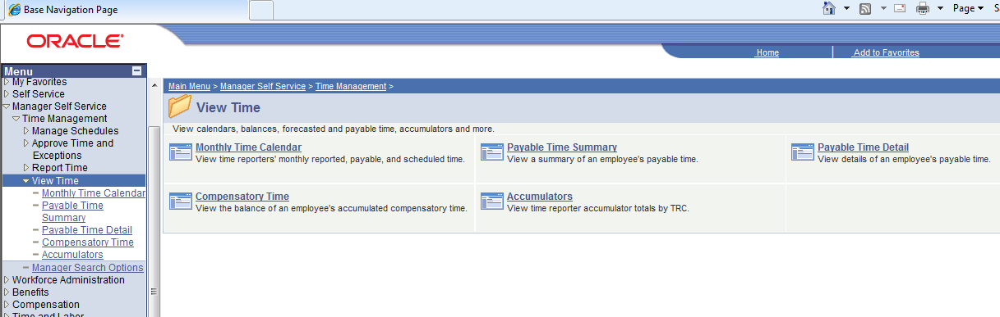 Base Navigation Page
Page
ORACLE
Home
Add to Favorites
Menu
My Favorites
Self Service
Manager Self Service
Time Management
Manage Schedules
Approve Time and
Exceptions
Report Time
View Time
Monthly Time Calendar
Payable Time
Summary
Payable Time Detail
Compensatory Time
Accumulators
Manager Search Options
Workforce Administration
Benefits
Compensation
Time and Labor
Main Menu > Manager Self Service > Time Management >
View Time
View calendars, balances, forecasted and payable time, accumulators and more.
Monthly Time Calendar
View time reporters' monthly reported, payable, and scheduled time.
Payable Time Summary
View a summary of an employee's payable time.
Payable Time Detail
View details of an employee's payable time.
Compensatory Time
View the balance of an employee's accumulated compensatory time.
Accumulators
View time reporter accumulator totals by TRC.